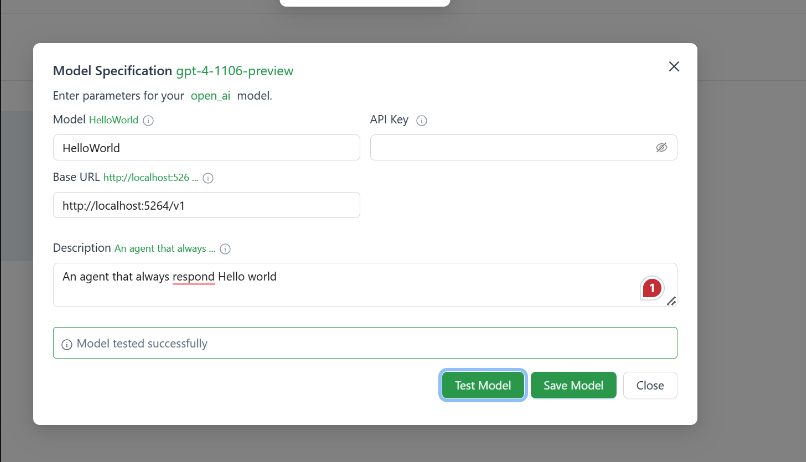 Model Specification gpt-4-1106-preview
Enter parameters for your open_ai model.
Model HelloWorld
API Key
HelloWorld
Base URL http://localhost:526 ...
http://localhost:5264/v1
Description An agent that always ...
An agent that always respond Hello world
1
Model tested successfully
Test Model
Save Model
Close